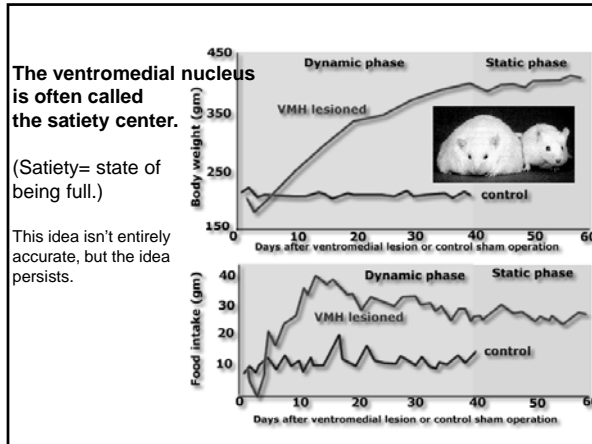 The ventromedial nucleus
is often called
the satiety center.
(Satiety= state of
being full.)
This idea isn't entirely
accurate, but the idea
persists.
450
350
250
150
Body weight (gm)
Dynamic phase
Static phase
VMH lesioned
control
0 10 20 30 40 50 60
Days after ventromedial lesion or control sham operation
40
30
20
10
Food intake (gm)
Dynamic phase
Static phase
VMH lesioned
control
0 10 20 30 40 50 60
Days after ventromedial lesion or control sham operation